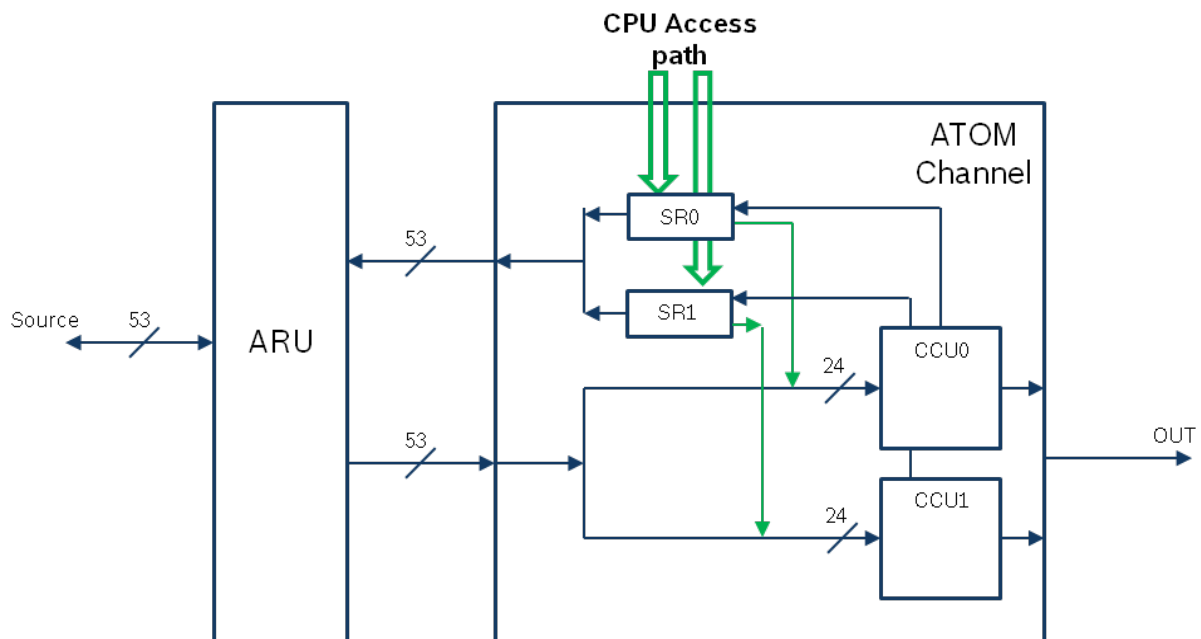 CPU Access
path
ATOM
Channel
SR0
53
SR1
Source
53
ARU
CCU0
24
53
OUT
CCU1
24